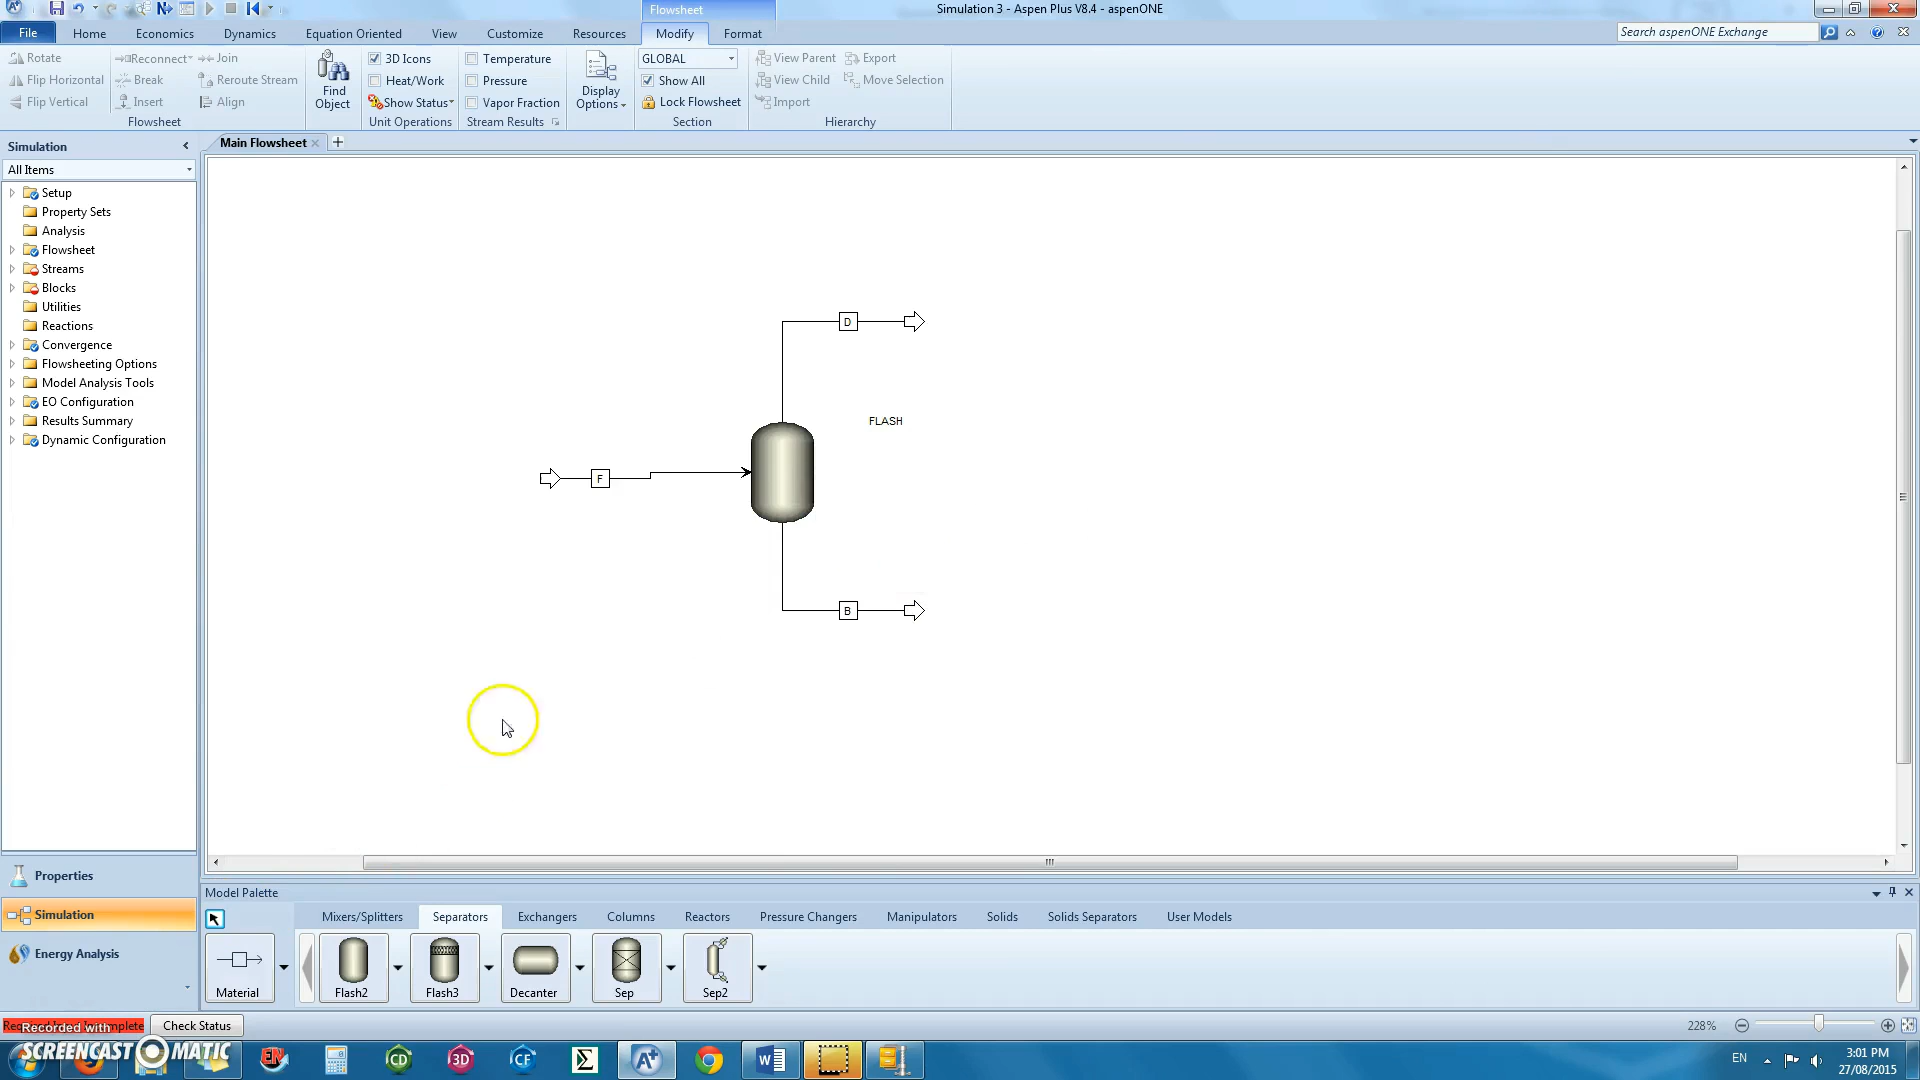 Flowsheet
Simulation 3 - Aspen Plus V8.4 - aspenONE
File Home Economics Dynamics Equation Oriented View Customize Resources Modify Format
Search aspenONE Exchange
Rotate
Flip Horizontal
Flip Vertical
Reconnect Join
Break Reroute Stream
Insert Align
Flowsheet
Find
Object
3D Icons
Heat/Work
Show Status
Unit Operations
Temperature
Pressure
Vapor Fraction
Stream Results
Display
Options
GLOBAL
Show All
Lock Flowsheet
Section
View Parent Export
View Child Move Selection
Import
Hierarchy
Simulation
All Items
Main Flowsheet
Setup
Property Sets
Analysis
Flowsheet
Streams
Blocks
Utilities
Reactions
Convergence
Flowsheeting Options
Model Analysis Tools
EO Configuration
Results Summary
Dynamic Configuration
D
FLASH
F
B
Properties
Simulation
Energy Analysis
Model Palette
Mixers/Splitters Separators Exchangers Columns Reactors Pressure Changers Manipulators Solids Solids Separators User Models
Material Flash2 Flash3 Decanter Sep Sep2
Check Status
228%
Recorded with
SCREENCAST MATIC
EN
3:01 PM
27/08/2015